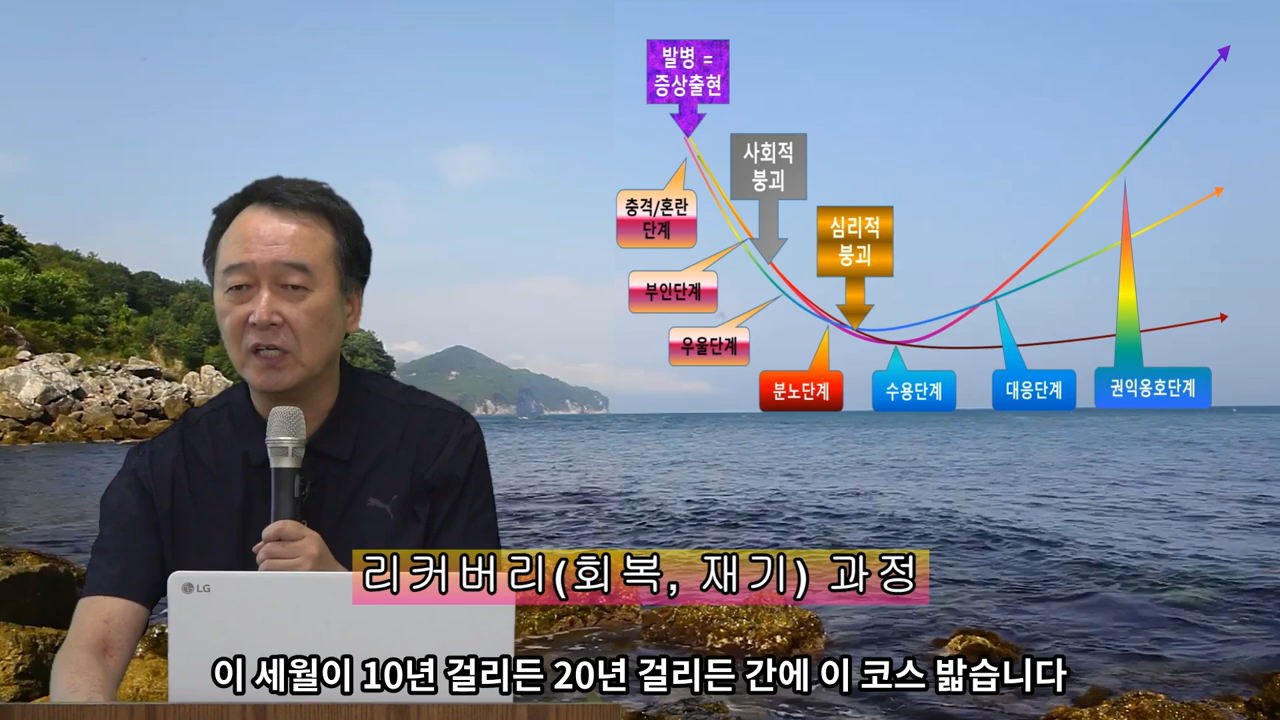 발병 =
증상출현
사회적
붕괴
심리적
붕괴
충격/혼란
단계
부인단계
우울단계
분노단계
수용단계
대응단계
권익옹호단계
LG
리커버리(회복, 재기) 과정
이 세월이 10년 걸리든 20년 걸리든 간에 이 코스 밟습니다